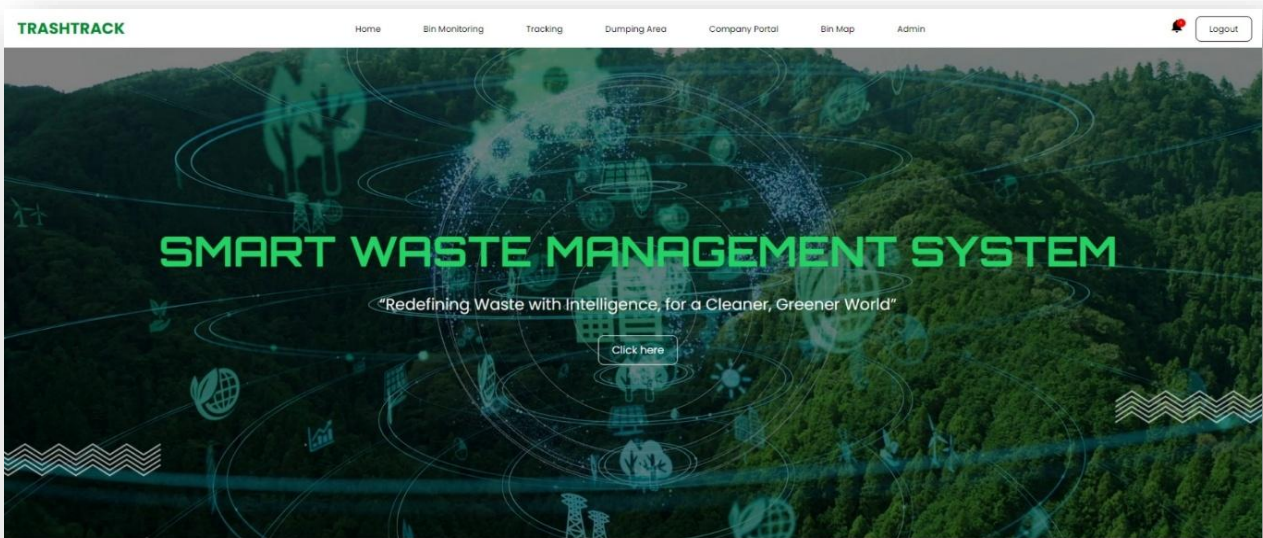 TRASHTRACK
Home
Bin Monitoring
Tracking
Dumping Area
Company Portal
Bin Map
Admin
Logout
SMART WASTE MANAGEMENT SYSTEM
“Redefining Waste with Intelligence, for a Cleaner, Greener World”
Click here